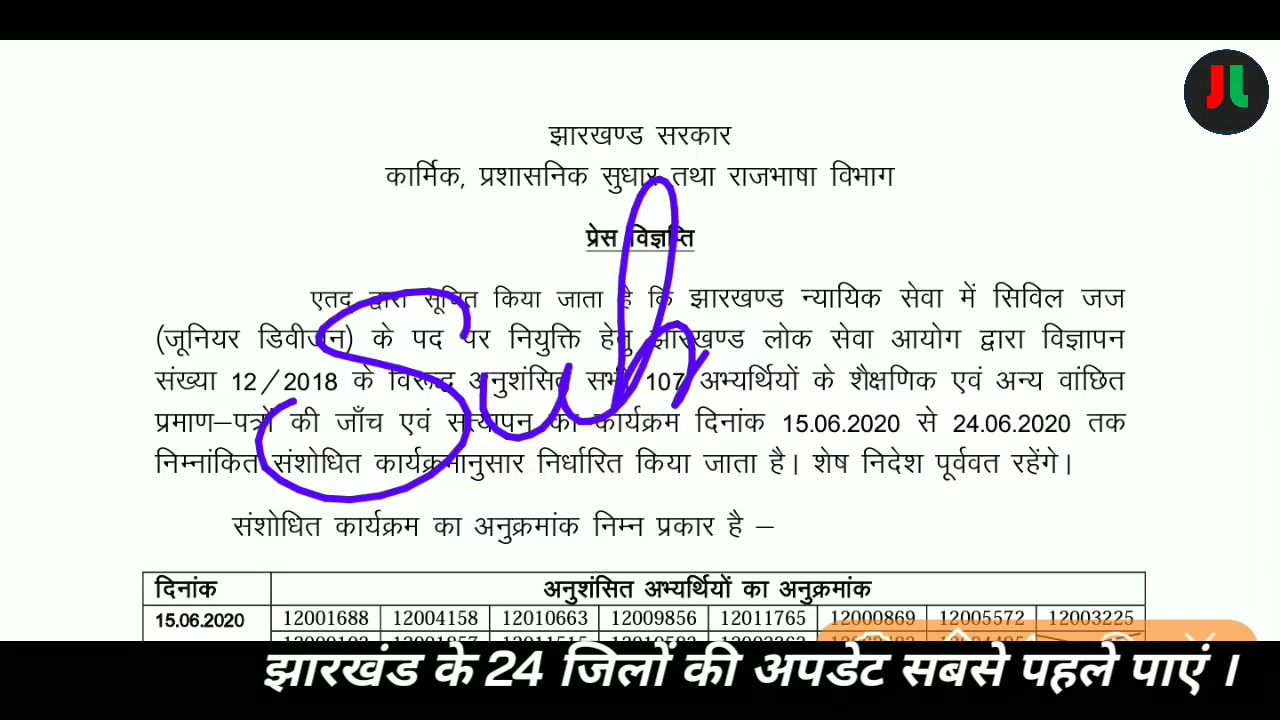 JL
झारखण्ड सरकार
कार्मिक, प्रशासनिक सुधार तथा राजभाषा विभाग
प्रेस विज्ञप्ति
एतद द्वारा सूचित किया जाता है कि झारखण्ड न्यायिक सेवा में सिविल जज
(जूनियर डिवीजन) के पद पर नियुक्ति हेतु झारखण्ड लोक सेवा आयोग द्वारा विज्ञापन
संख्या 12/2018 के विरूद्ध अनुशंसित सभी 107 अभ्यर्थियों के शैक्षणिक एवं अन्य वांछित
प्रमाण–पत्रों की जाँच एवं सत्यापन का कार्यक्रम दिनांक 15.06.2020 से 24.06.2020 तक
निम्नांकित संशोधित कार्यक्रमानुसार निर्धारित किया जाता है। शेष निदेश पूर्ववत रहेंगे।
Sub
संशोधित कार्यक्रम का अनुक्रमांक निम्न प्रकार है –
दिनांक अनुशंसित अभ्यर्थियों का अनुक्रमांक
15.06.2020 12001688 12004158 12010663 12009856 12011765 12000869 12005572 12003225
झारखंड के 24 जिलों की अपडेट सबसे पहले पाएं ।